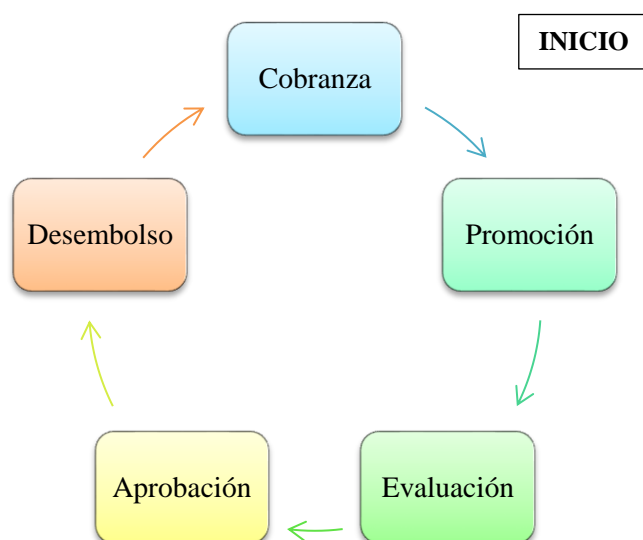 INICIO
Cobranza
Promoción
Evaluación
Aprobación
Desembolso